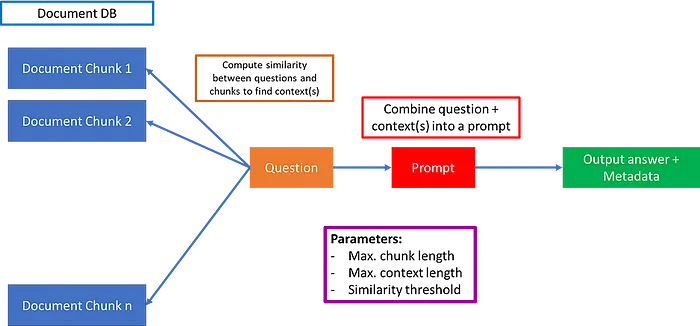 Document DB
Document Chunk 1
Document Chunk 2
Document Chunk n
Compute similarity
between questions and
chunks to find context(s)
Question
Combine question +
context(s) into a prompt
Prompt
Output answer +
Metadata
Parameters:
- Max. chunk length
- Max. context length
- Similarity threshold